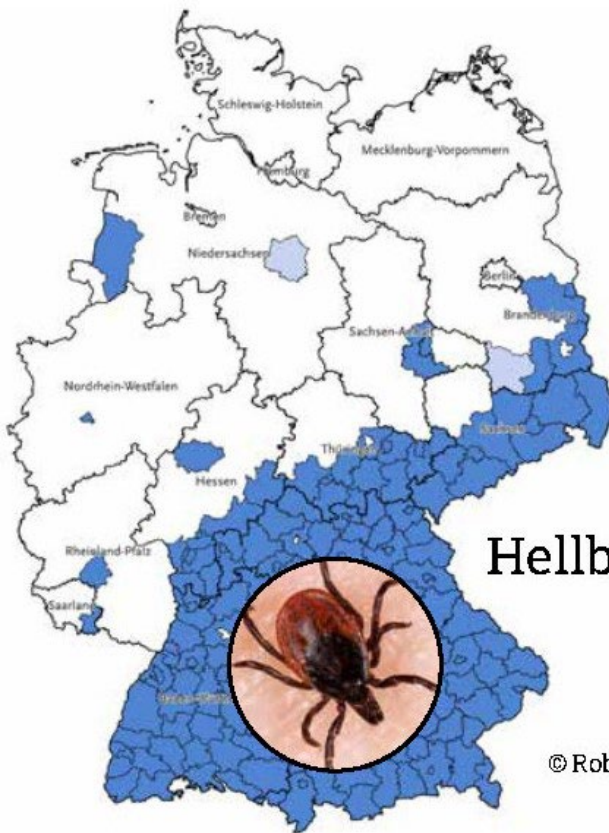 Schleswig-Holstein
Mecklenburg-Vorpommern
Hamburg
Bremen
Niedersachsen
Berlin
Brandenburg
Sachsen-Anhalt
Nordrhein-Westfalen
Sachsen
Thüringen
Hessen
Rheinland-Pfalz
Hellb
Saarland
© Rob